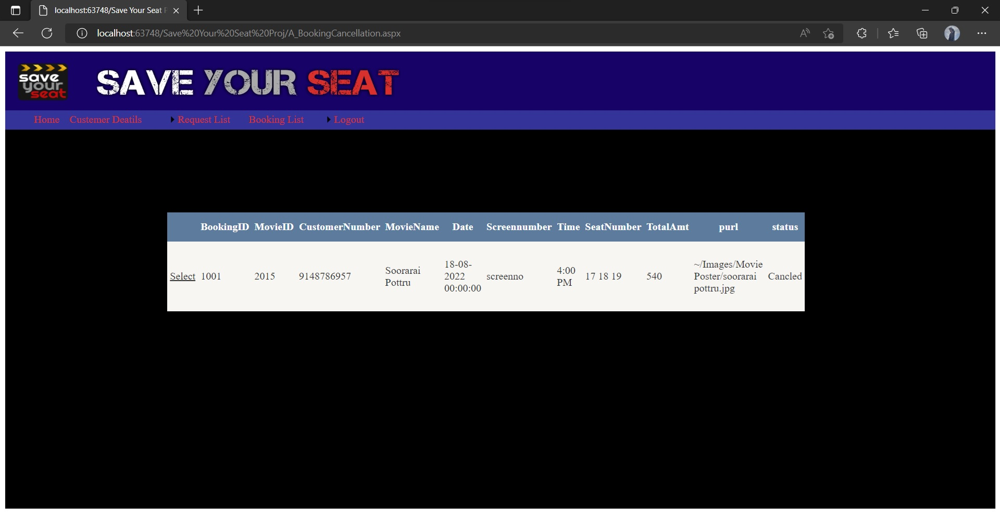 localhost:63748/Save Your Seat P
localhost:63748/Save%20Your%20Seat%20Proj/A_BookingCancellation.aspx
save
your
seat
SAVE YOUR SEAT
Home Custemer Deatils Request List Booking List Logout
BookingID MovieID CustomerNumber MovieName Date Screennumber Time SeatNumber TotalAmt purl status
Select 1001 2015 9148786957 Soorarai Pottru 18-08-2022 00:00:00 screenno 4:00 PM 17 18 19 540 ~/Images/Movie Poster/soorarai pottru.jpg Cancled